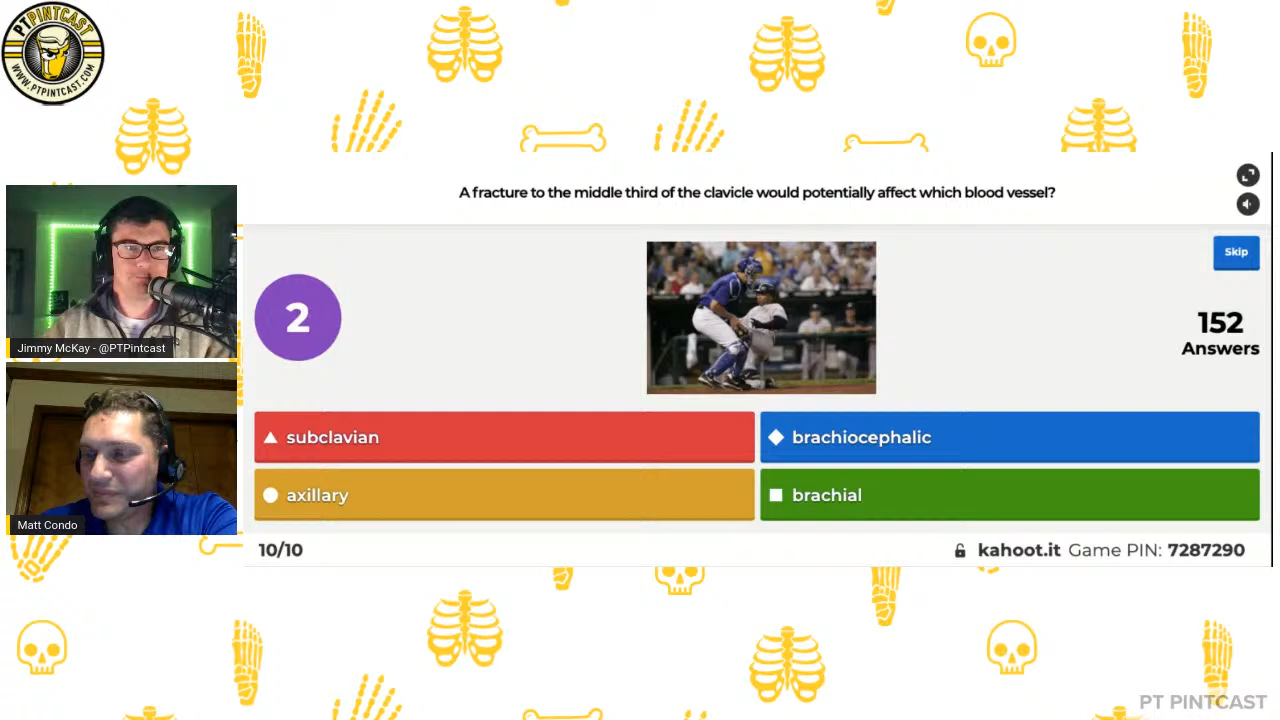 PTPINTCAST
WWW.PTPINTCAST.COM
A fracture to the middle third of the clavicle would potentially affect which blood vessel?
Skip
2
152
Answers
Jimmy McKay - @PTPintcast
subclavian
brachiocephalic
axillary
brachial
Matt Condo
10/10
kahoot.it Game PIN: 7287290
PT PINTCAST